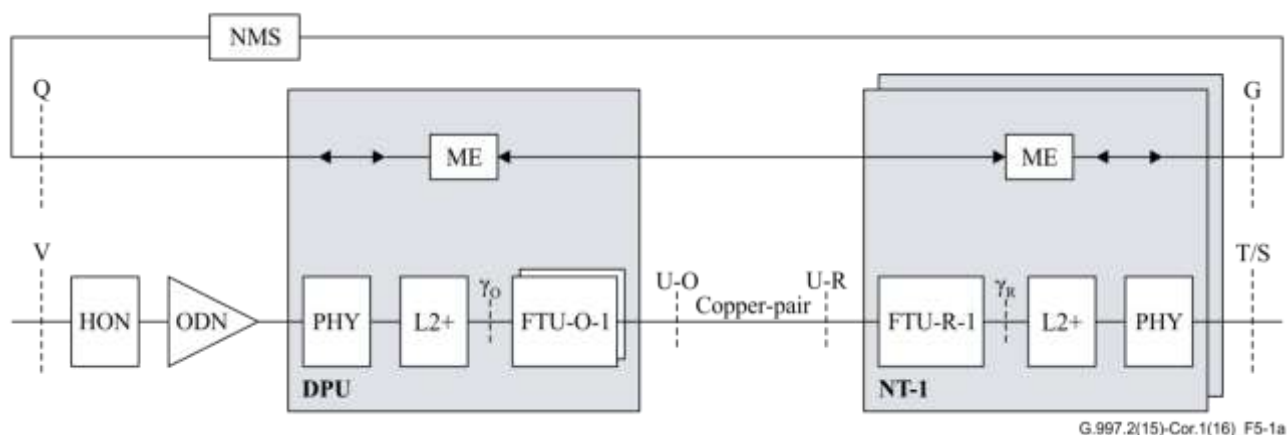 NMS
Q
G
ME
ME
V
U-O
U-R
T/S
γO
γR
Copper-pair
HON
ODN
PHY
L2+
FTU-O-1
FTU-R-1
L2+
PHY
DPU
NT-1
G.997.2(15)-Cor.1(16)_F5-1a